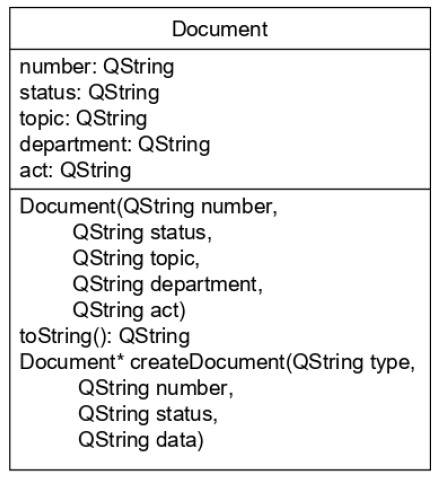 Document
number: QString
status: QString
topic: QString
department: QString
act: QString
Document(QString number,
QString status,
QString topic,
QString department,
QString act)
toString(): QString
Document* createDocument(QString type,
QString number,
QString status,
QString data)